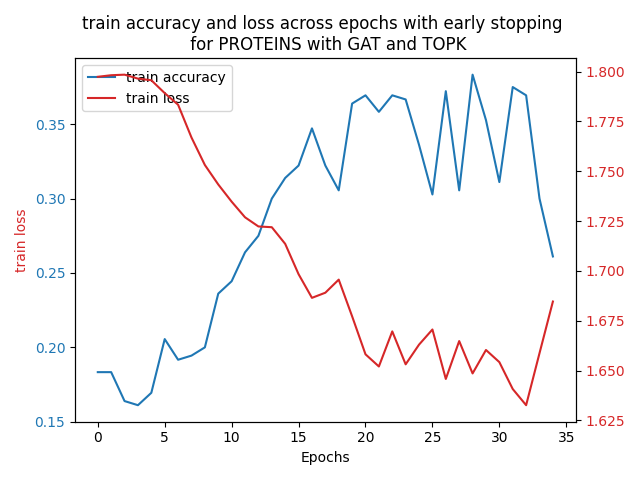 train accuracy and loss across epochs with early stopping
for PROTEINS with GAT and TOPK
train accuracy
train loss
0.35
0.30
0.25
0.20
0.15
train loss
1.800
1.775
1.750
1.725
1.700
1.675
1.650
1.625
0 5 10 15 20 25 30 35
Epochs